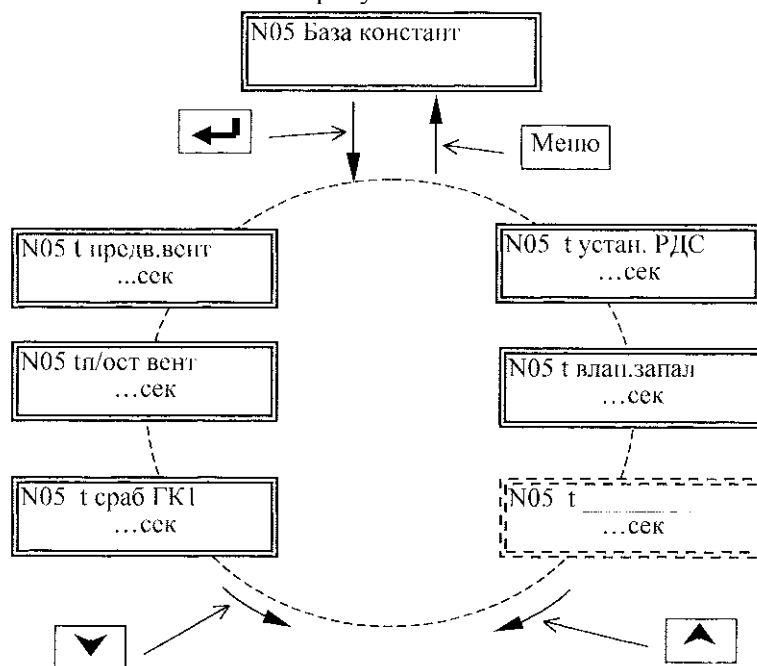 N05 База констант
Меню
N05 t предв.вент
...сек
N05 t устан. РДС
...сек
N05 tп/ост вент
...сек
N05 t влап.запал
...сек
N05 t сраб ГК1
...сек
N05 t
...сек